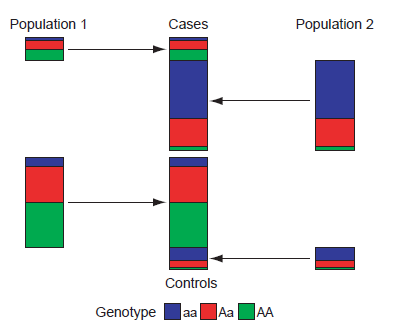 Population 1 Cases Population 2
Controls
Genotype aa Aa AA